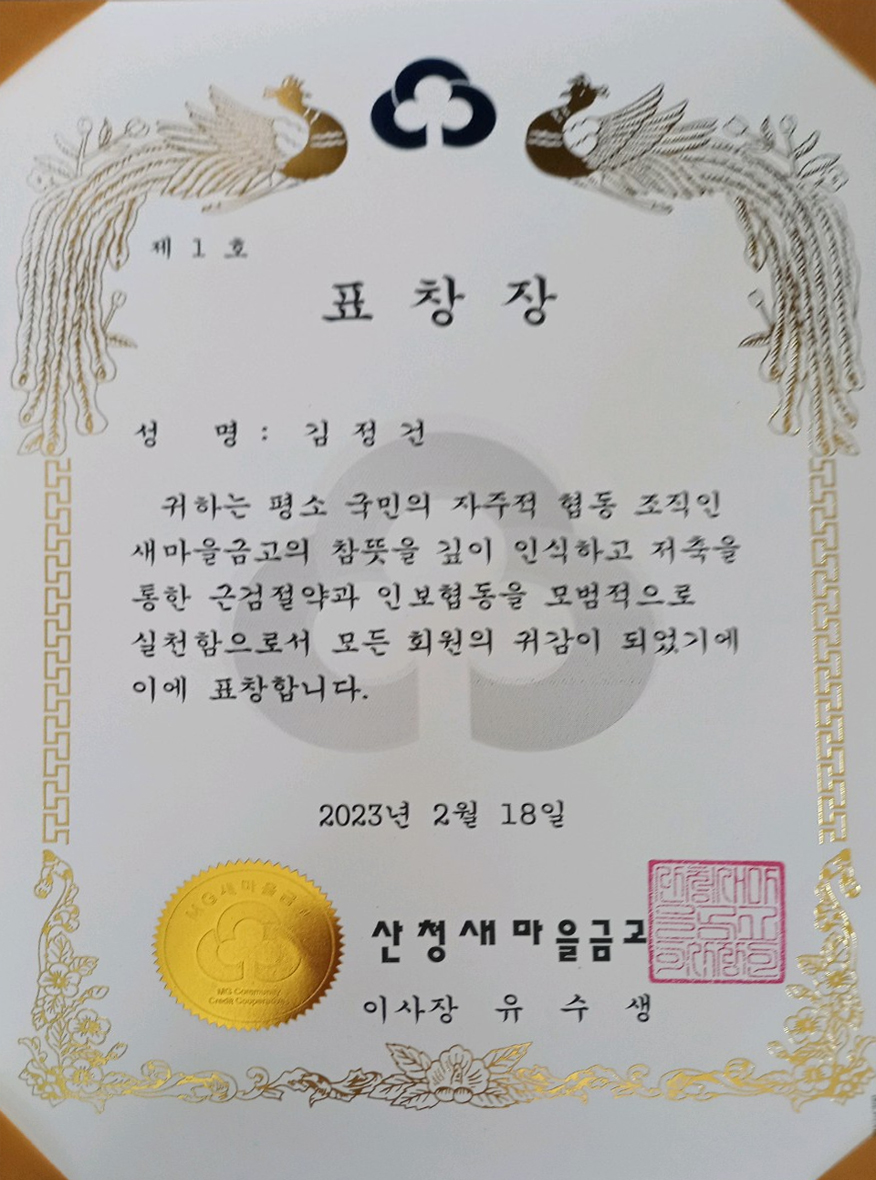 제 1 호
표 창 장
성 명 : 김 정 건
귀하는 평소 국민의 자주적 협동 조직인
새마을금고의 참뜻을 깊이 인식하고 저축을
통한 근검절약과 인보협동을 모범적으로
실천함으로서 모든 회원의 귀감이 되었기에
이에 표창합니다.
2023년 2월 18일
MG새마을금고
MG Community
Credit Cooperative
산청새마을금고
이사장 유 수 생